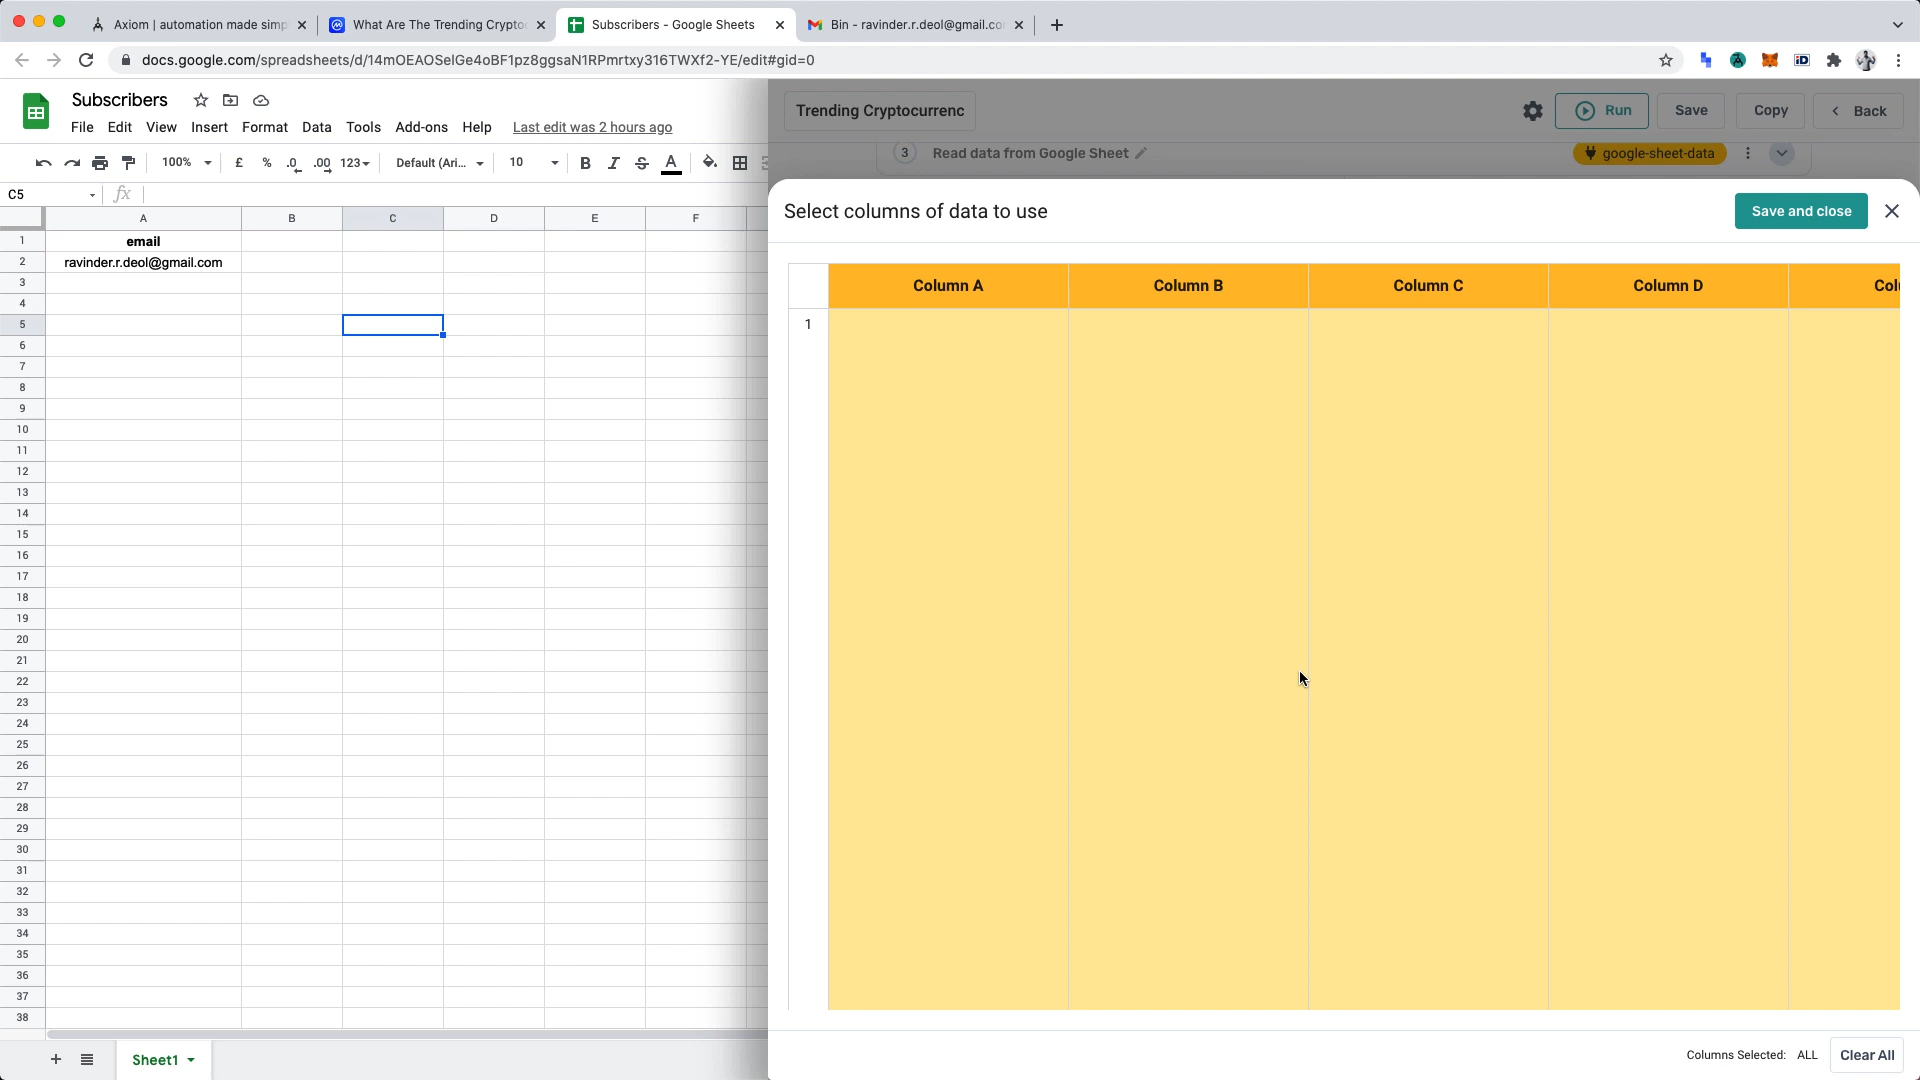 Axiom | automation made simp
What Are The Trending Cryptoc
Subscribers - Google Sheets
Bin - ravinder.r.deol@gmail.co
docs.google.com/spreadsheets/d/14mOEAOSelGe4oBF1pz8ggsaN1RPmrtxy316TWXf2-YE/edit#gid=0
Subscribers
File Edit View Insert Format Data Tools Add-ons Help Last edit was 2 hours ago
100% £ % .0 .00 123 Default (Ari... 10 B I S A
C5 fx
A B C D E F
1 email
2 ravinder.r.deol@gmail.com
3
4
5
6
7
8
9
10
11
12
13
14
15
16
17
18
19
20
21
22
23
24
25
26
27
28
29
30
31
32
33
34
35
36
37
38
Sheet1
Trending Cryptocurrenc
Run Save Copy Back
3 Read data from Google Sheet google-sheet-data
Select columns of data to use
Save and close
Column A Column B Column C Column D Col
1
Columns Selected: ALL Clear All